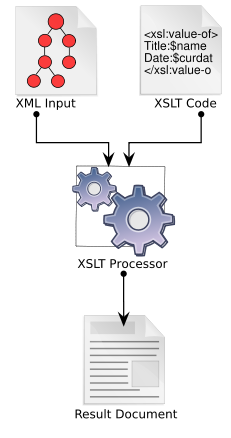 <xsl:value-of>
Title:$name
Date:$curdat
</xsl:value-o
XML Input
XSLT Code
XSLT Processor
Result Document